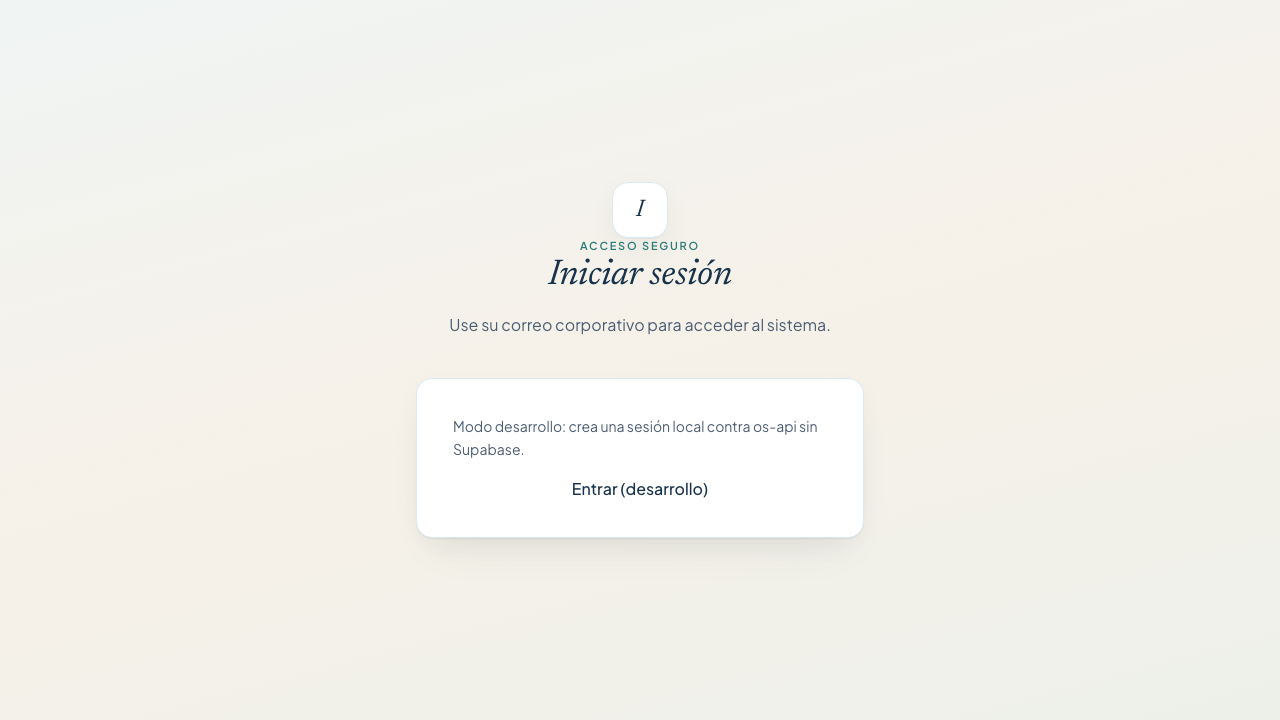 I
ACCESO SEGURO
Iniciar sesión
Use su correo corporativo para acceder al sistema.
Modo desarrollo: crea una sesión local contra os-api sin
Supabase.
Entrar (desarrollo)